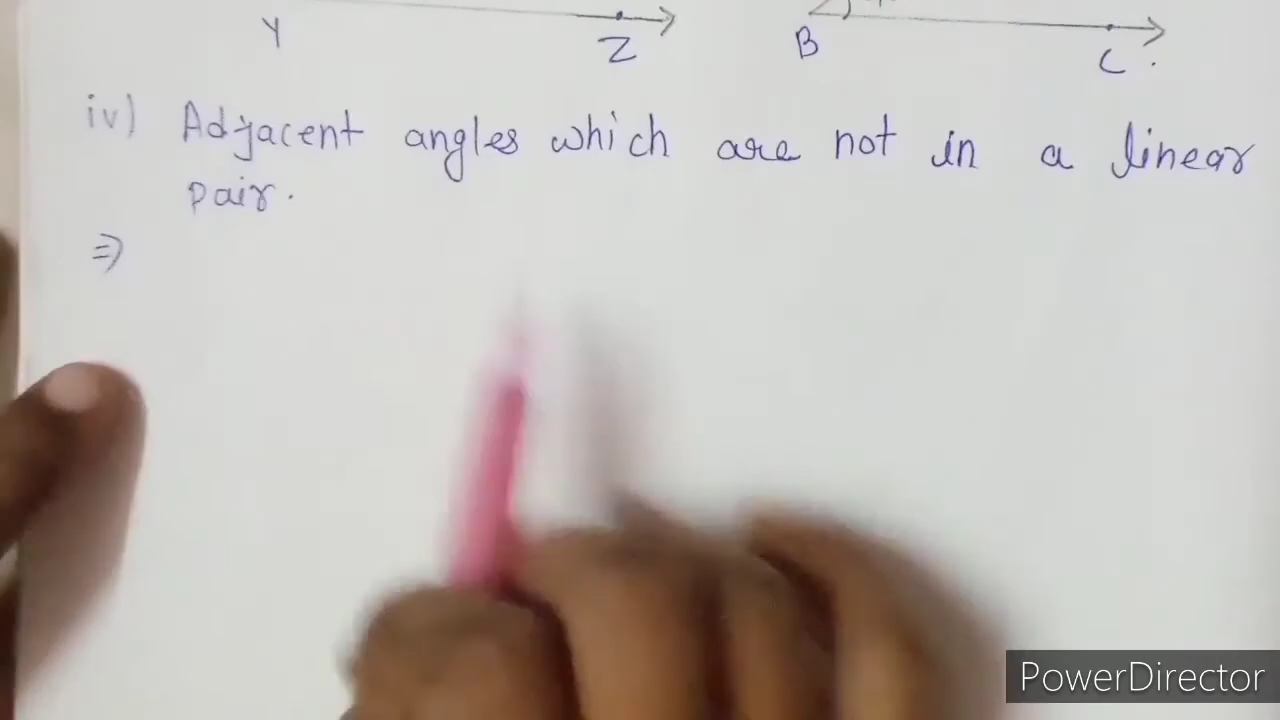 Y Z B C .
iv) Adjacent angles which are not in a linear
pair.
⇒
PowerDirector